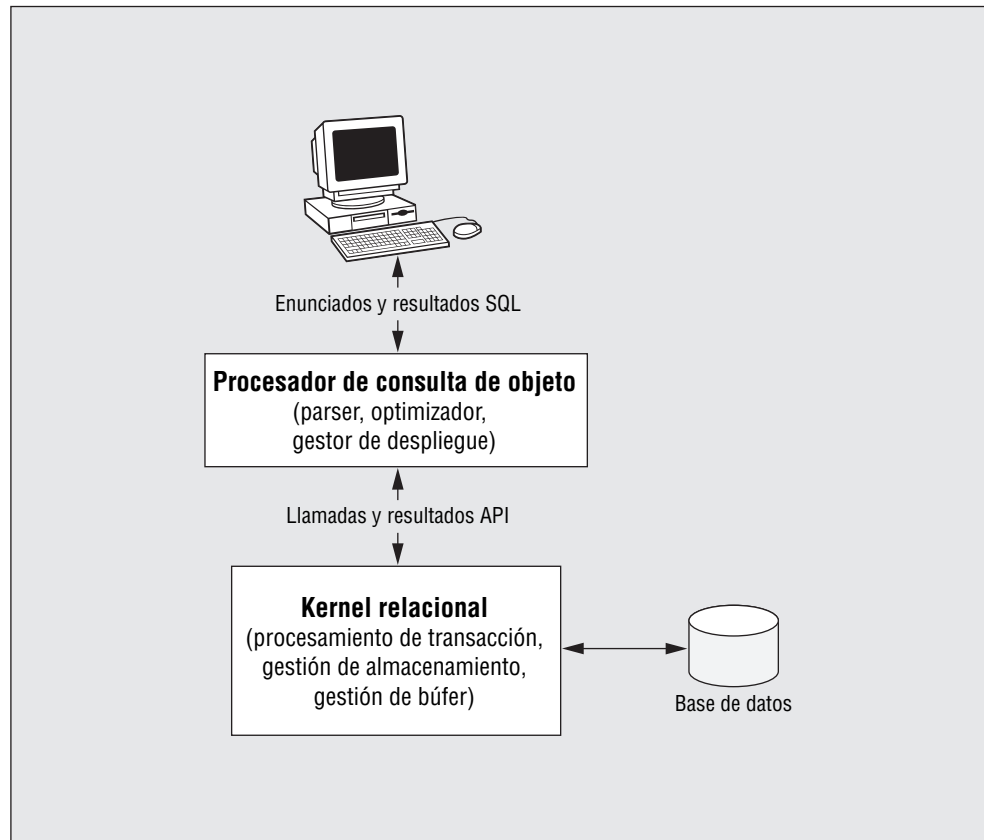 Enunciados y resultados SQL
Procesador de consulta de objeto
(parser, optimizador,
gestor de despliegue)
Llamadas y resultados API
Kernel relacional
(procesamiento de transacción,
gestión de almacenamiento,
gestión de búfer)
Base de datos